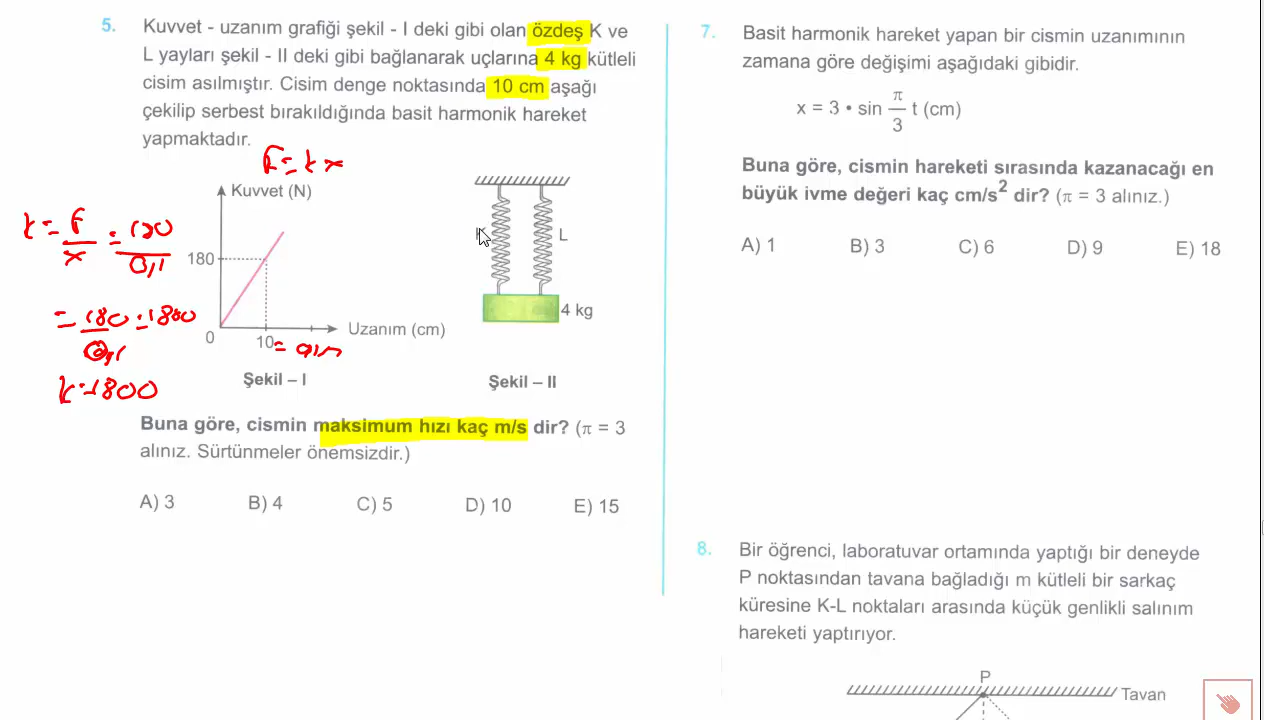 5. Kuvvet - uzanım grafiği şekil - I deki gibi olan özdeş K ve
L yayları şekil - II deki gibi bağlanarak uçlarına 4 kg kütleli
cisim asılmıştır. Cisim denge noktasında 10 cm aşağı
çekilip serbest bırakıldığında basit harmonik hareket
yapmaktadır.
F = k x
Kuvvet (N)
180
0
10
Uzanım (cm)
Şekil – I
= 180 = 1800
0,1
k = 1800
L
4 kg
Şekil – II
Buna göre, cismin maksimum hızı kaç m/s dir? (π = 3
alınız. Sürtünmeler önemsizdir.)
A) 3 B) 4 C) 5 D) 10 E) 15
7. Basit harmonik hareket yapan bir cismin uzanımının
zamana göre değişimi aşağıdaki gibidir.
x = 3 • sin π/3 t (cm)
Buna göre, cismin hareketi sırasında kazanacağı en
büyük ivme değeri kaç cm/s² dir? (π = 3 alınız.)
A) 1 B) 3 C) 6 D) 9 E) 18
8. Bir öğrenci, laboratuvar ortamında yaptığı bir deneyde
P noktasından tavana bağladığı m kütleli bir sarkaç
küresine K-L noktaları arasında küçük genlikli salınım
hareketi yaptırıyor.
P
Tavan